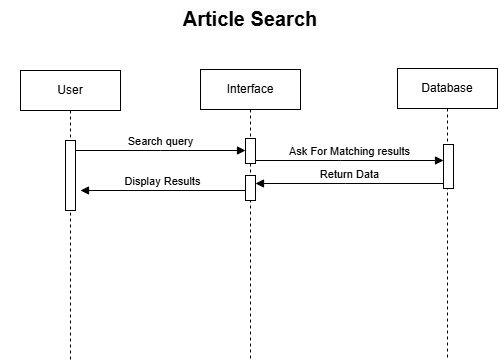 Article Search
User
Interface
Database
Search query
Ask For Matching results
Return Data
Display Results